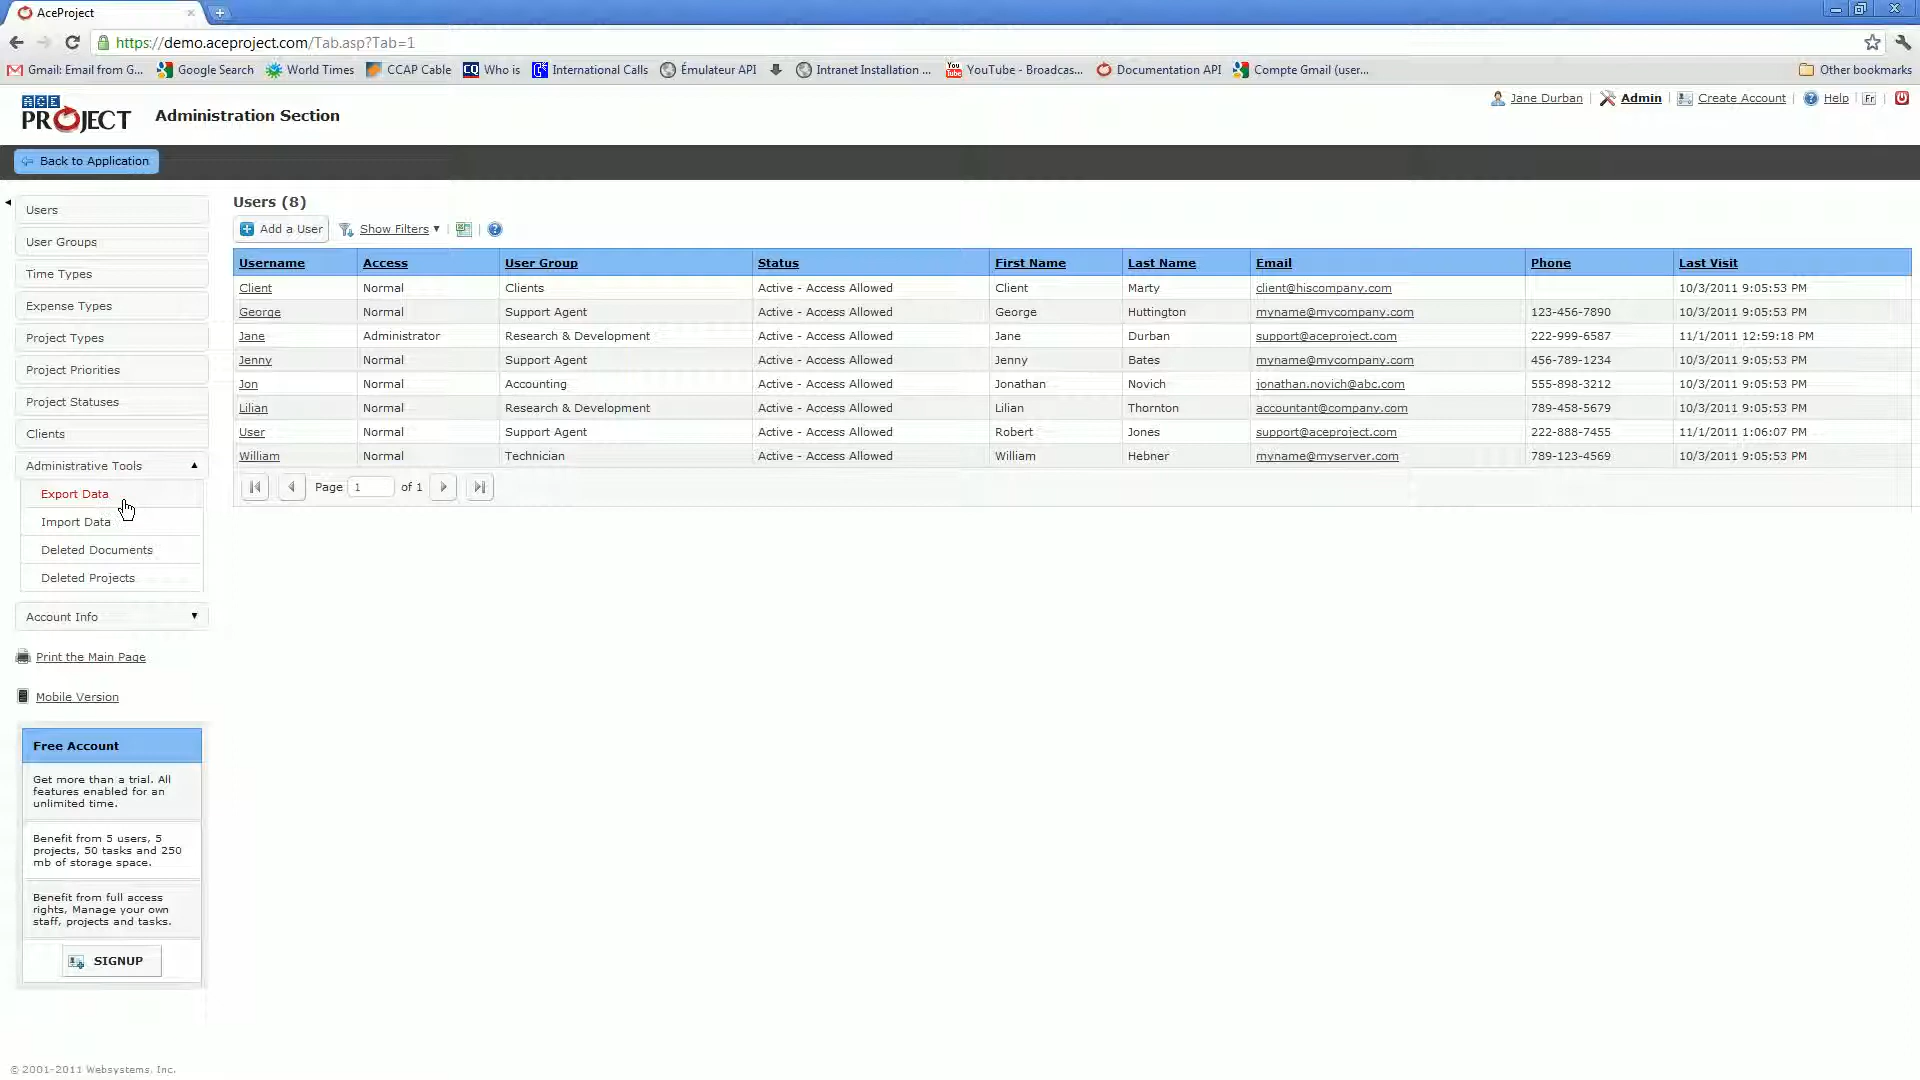 AceProject
https://demo.aceproject.com/Tab.asp?Tab=1
Gmail: Email from G... Google Search World Times CCAP Cable Who is International Calls Émulateur API Intranet Installation ... YouTube - Broadcas... Documentation API Compte Gmail (user... Other bookmarks
ACE PROJECT
Administration Section
Jane Durban Admin Create Account Help Fr
Back to Application
Users
User Groups
Time Types
Expense Types
Project Types
Project Priorities
Project Statuses
Clients
Administrative Tools
Export Data
Import Data
Deleted Documents
Deleted Projects
Account Info
Print the Main Page
Mobile Version
Free Account
Get more than a trial. All
features enabled for an
unlimited time.
Benefit from 5 users, 5
projects, 50 tasks and 250
mb of storage space.
Benefit from full access
rights, Manage your own
staff, projects and tasks.
SIGNUP
Users (8)
Add a User Show Filters
Username Access User Group Status First Name Last Name Email Phone Last Visit
Client Normal Clients Active - Access Allowed Client Marty client@hiscompany.com 10/3/2011 9:05:53 PM
George Normal Support Agent Active - Access Allowed George Huttington myname@mycompany.com 123-456-7890 10/3/2011 9:05:53 PM
Jane Administrator Research & Development Active - Access Allowed Jane Durban support@aceproject.com 222-999-6587 11/1/2011 12:59:18 PM
Jenny Normal Support Agent Active - Access Allowed Jenny Bates myname@mycompany.com 456-789-1234 10/3/2011 9:05:53 PM
Jon Normal Accounting Active - Access Allowed Jonathan Novich jonathan.novich@abc.com 555-898-3212 10/3/2011 9:05:53 PM
Lilian Normal Research & Development Active - Access Allowed Lilian Thornton accountant@company.com 789-458-5679 10/3/2011 9:05:53 PM
User Normal Support Agent Active - Access Allowed Robert Jones support@aceproject.com 222-888-7455 11/1/2011 1:06:07 PM
William Normal Technician Active - Access Allowed William Hebner myname@myserver.com 789-123-4569 10/3/2011 9:05:53 PM
Page 1 of 1
© 2001-2011 Websystems, Inc.